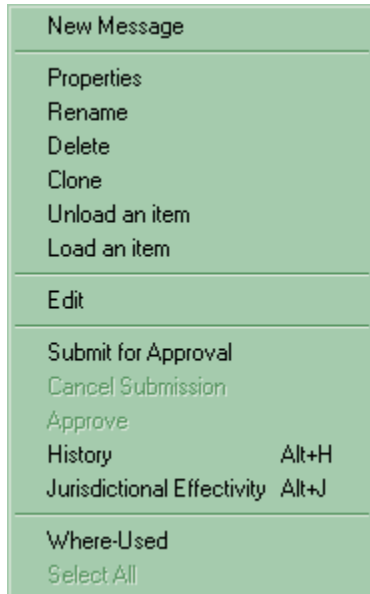 New Message
Properties
Rename
Delete
Clone
Unload an item
Load an item
Edit
Submit for Approval
Cancel Submission
Approve
History Alt+H
Jurisdictional Effectivity Alt+J
Where-Used
Select All